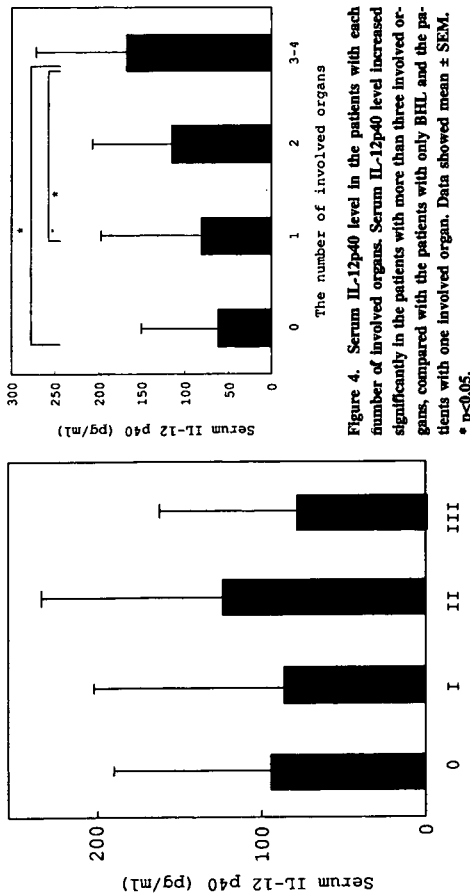 Serum IL-12 p40 (pg/ml)
200
100
0
0
I
II
III
Serum IL-12 p40 (pg/ml)
300
250
200
150
100
50
0
*
*
0
1
2
3-4
The number of involved organs
Figure 4. Serum IL-12p40 level in the patients with each
number of involved organs. Serum IL-12p40 level increased
significantly in the patients with more than three involved or-
gans, compared with the patients with only BHL and the pa-
tients with one involved organ. Data showed mean ± SEM.
* p<0.05.